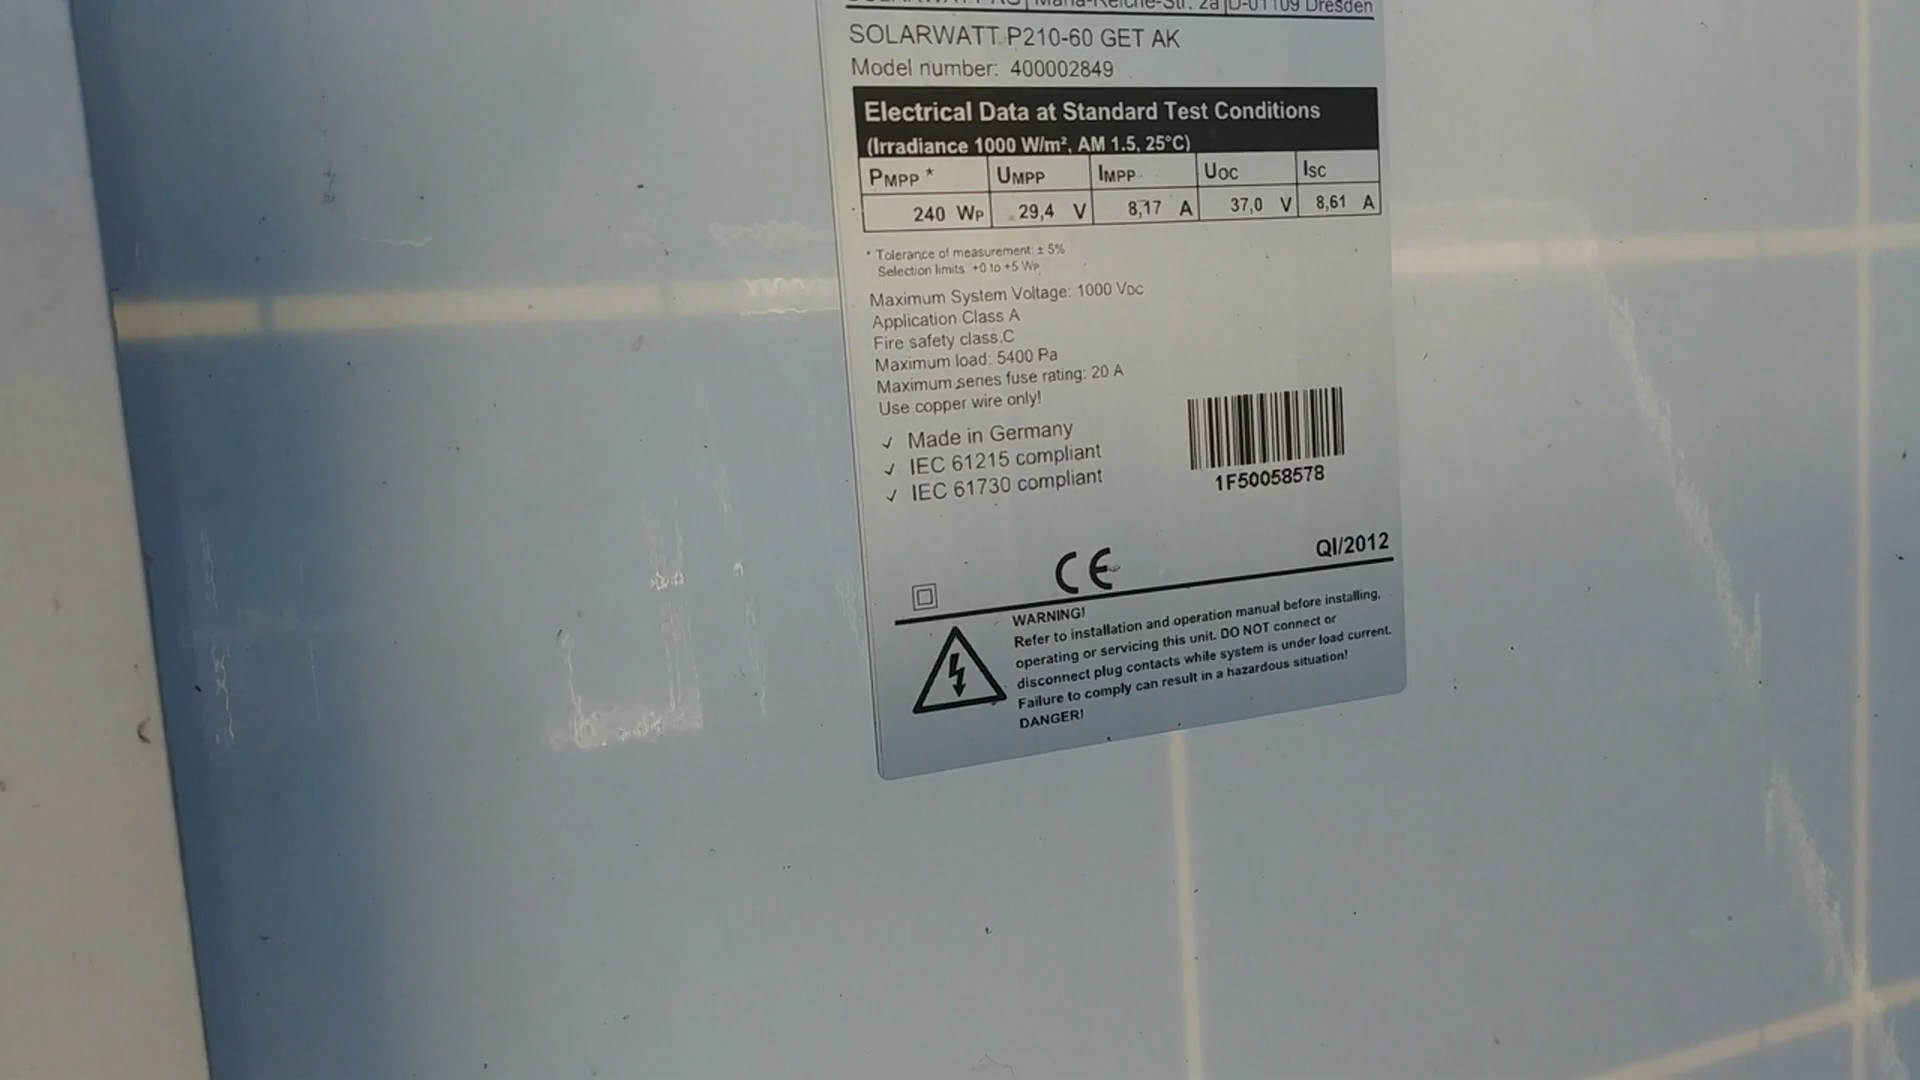 SOLARWATT AG | Maria-Reiche-Str. 2a | D-01109 Dresden
SOLARWATT P210-60 GET AK
Model number: 400002849
Electrical Data at Standard Test Conditions
(Irradiance 1000 W/m², AM 1.5, 25°C)
PMPP * UMPP IMPP UOC ISC
240 WP 29,4 V 8,17 A 37,0 V 8,61 A
* Tolerance of measurement: ± 5%
Selection limits: +0 to +5 WP
Maximum System Voltage: 1000 VDC
Application Class A
Fire safety class C
Maximum load: 5400 Pa
Maximum series fuse rating: 20 A
Use copper wire only!
✓ Made in Germany
✓ IEC 61215 compliant
✓ IEC 61730 compliant
1F50058578
CE
QI/2012
WARNING!
Refer to installation and operation manual before installing,
operating or servicing this unit. DO NOT connect or
disconnect plug contacts while system is under load current.
Failure to comply can result in a hazardous situation!
DANGER!